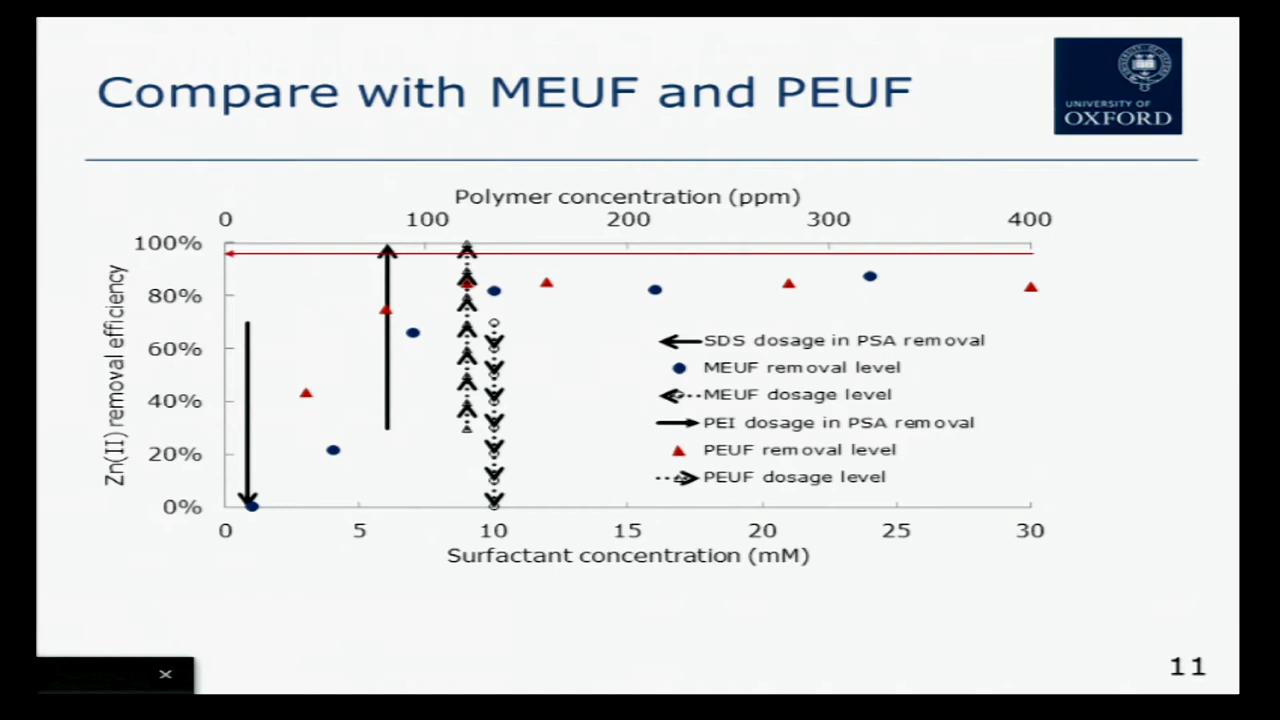 Compare with MEUF and PEUF
UNIVERSITY OF
OXFORD
Polymer concentration (ppm)
0 100 200 300 400
100%
80%
60%
40%
20%
0%
Zn(II) removal efficiency
SDS dosage in PSA removal
MEUF removal level
MEUF dosage level
PEI dosage in PSA removal
PEUF removal level
PEUF dosage level
0 5 10 15 20 25 30
Surfactant concentration (mM)
11